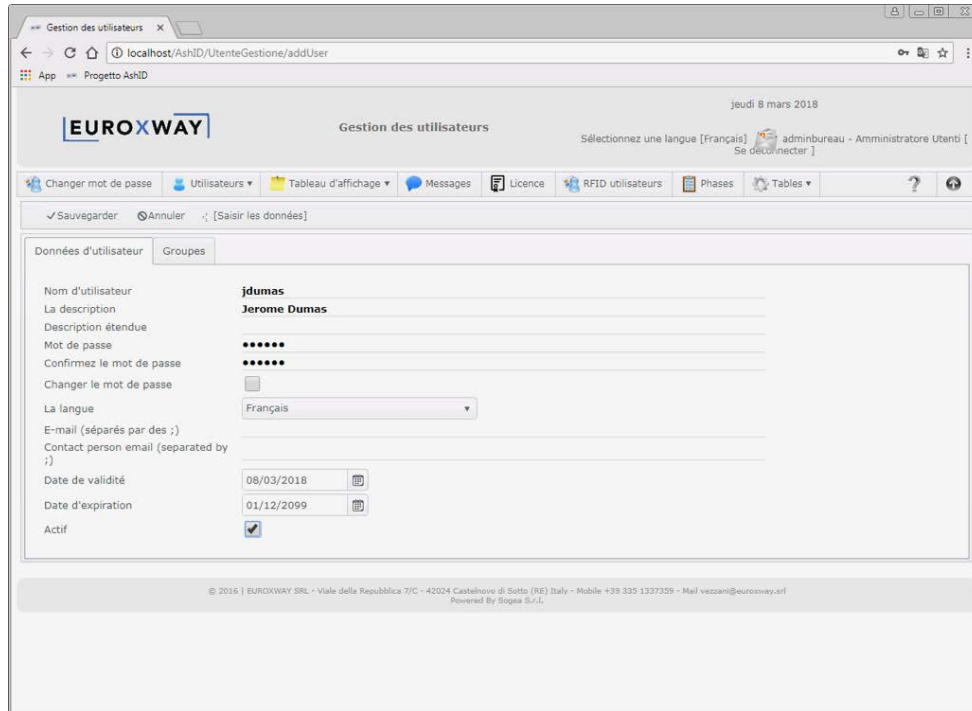 Gestion des utilisateurs
localhost/AshID/UtenteGestione/addUser
App Progetto AshID
jeudi 8 mars 2018
EUROXWAY
Gestion des utilisateurs
Sélectionnez une langue [Français] adminbureau - Amministratore Utenti [
Se déconnecter ]
Changer mot de passe Utilisateurs Tableau d'affichage Messages Licence RFID utilisateurs Phases Tables ?
Sauvegarder Annuler [Saisir les données]
Données d'utilisateur Groupes
Nom d'utilisateur jdumas
La description Jerome Dumas
Description étendue
Mot de passe ••••••
Confirmez le mot de passe ••••••
Changer le mot de passe
La langue Français
E-mail (séparés par des ;)
Contact person email (separated by
;)
Date de validité 08/03/2018
Date d'expiration 01/12/2099
Actif
© 2016 | EUROXWAY SRL - Viale della Repubblica 7/C - 42024 Castelnovo di Sotto (RE) Italy - Mobile +39 335 1337359 - Mail vezzani@euroxway.srl
Powered By Sogea S.r.l.